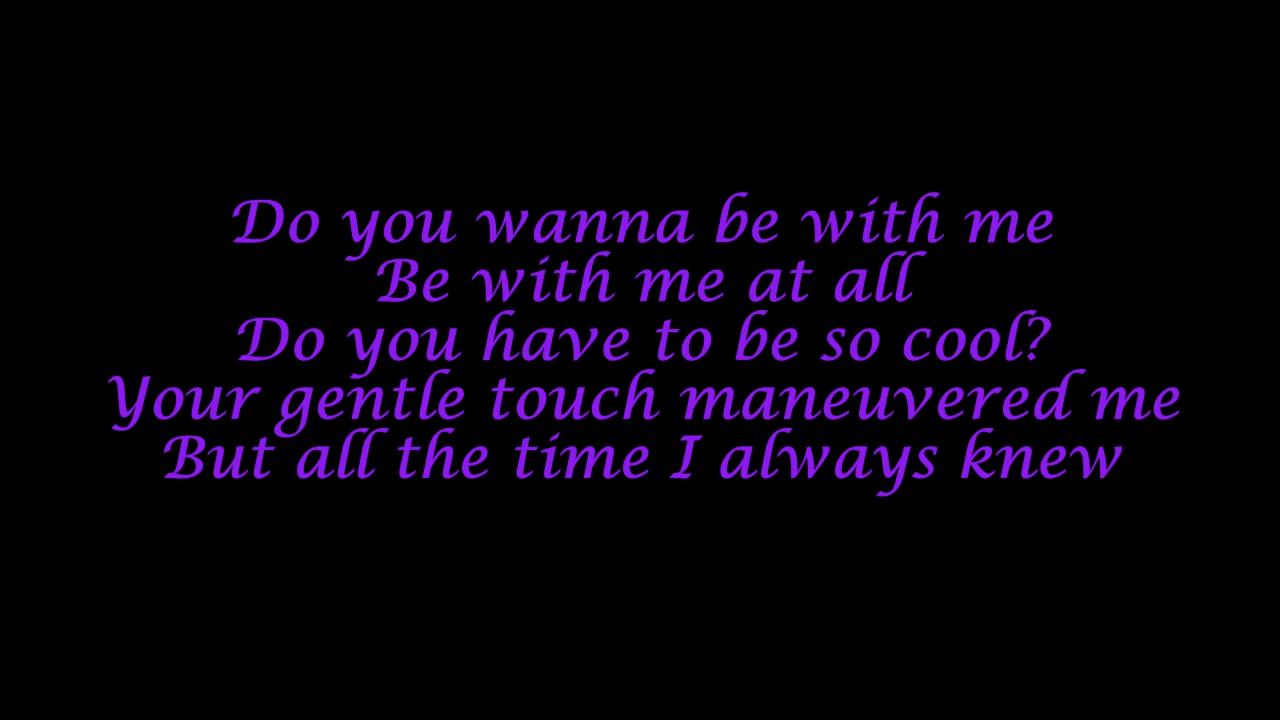 Do you wanna be with me
Be with me at all
Do you have to be so cool?
Your gentle touch maneuvered me
But all the time I always knew